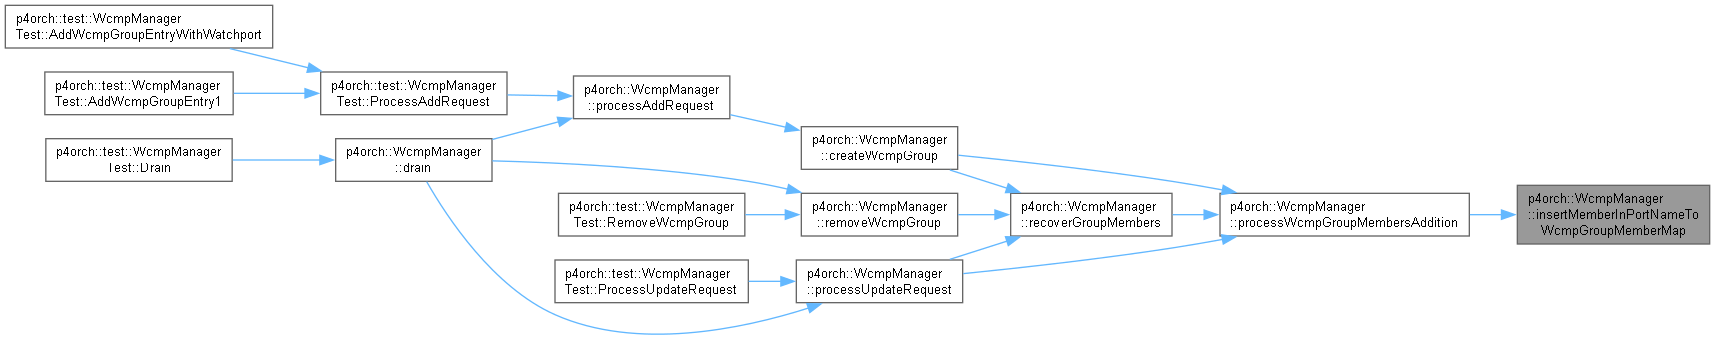 p4orch::test::WcmpManager
Test::AddWcmpGroupEntryWithWatchport
p4orch::test::WcmpManager
Test::AddWcmpGroupEntry1
p4orch::test::WcmpManager
Test::ProcessAddRequest
p4orch::WcmpManager
::processAddRequest
p4orch::test::WcmpManager
Test::Drain
p4orch::WcmpManager
::drain
p4orch::WcmpManager
::createWcmpGroup
p4orch::test::WcmpManager
Test::RemoveWcmpGroup
p4orch::WcmpManager
::removeWcmpGroup
p4orch::WcmpManager
::recoverGroupMembers
p4orch::WcmpManager
::processWcmpGroupMembersAddition
p4orch::WcmpManager
::insertMemberInPortNameTo
WcmpGroupMemberMap
p4orch::test::WcmpManager
Test::ProcessUpdateRequest
p4orch::WcmpManager
::processUpdateRequest